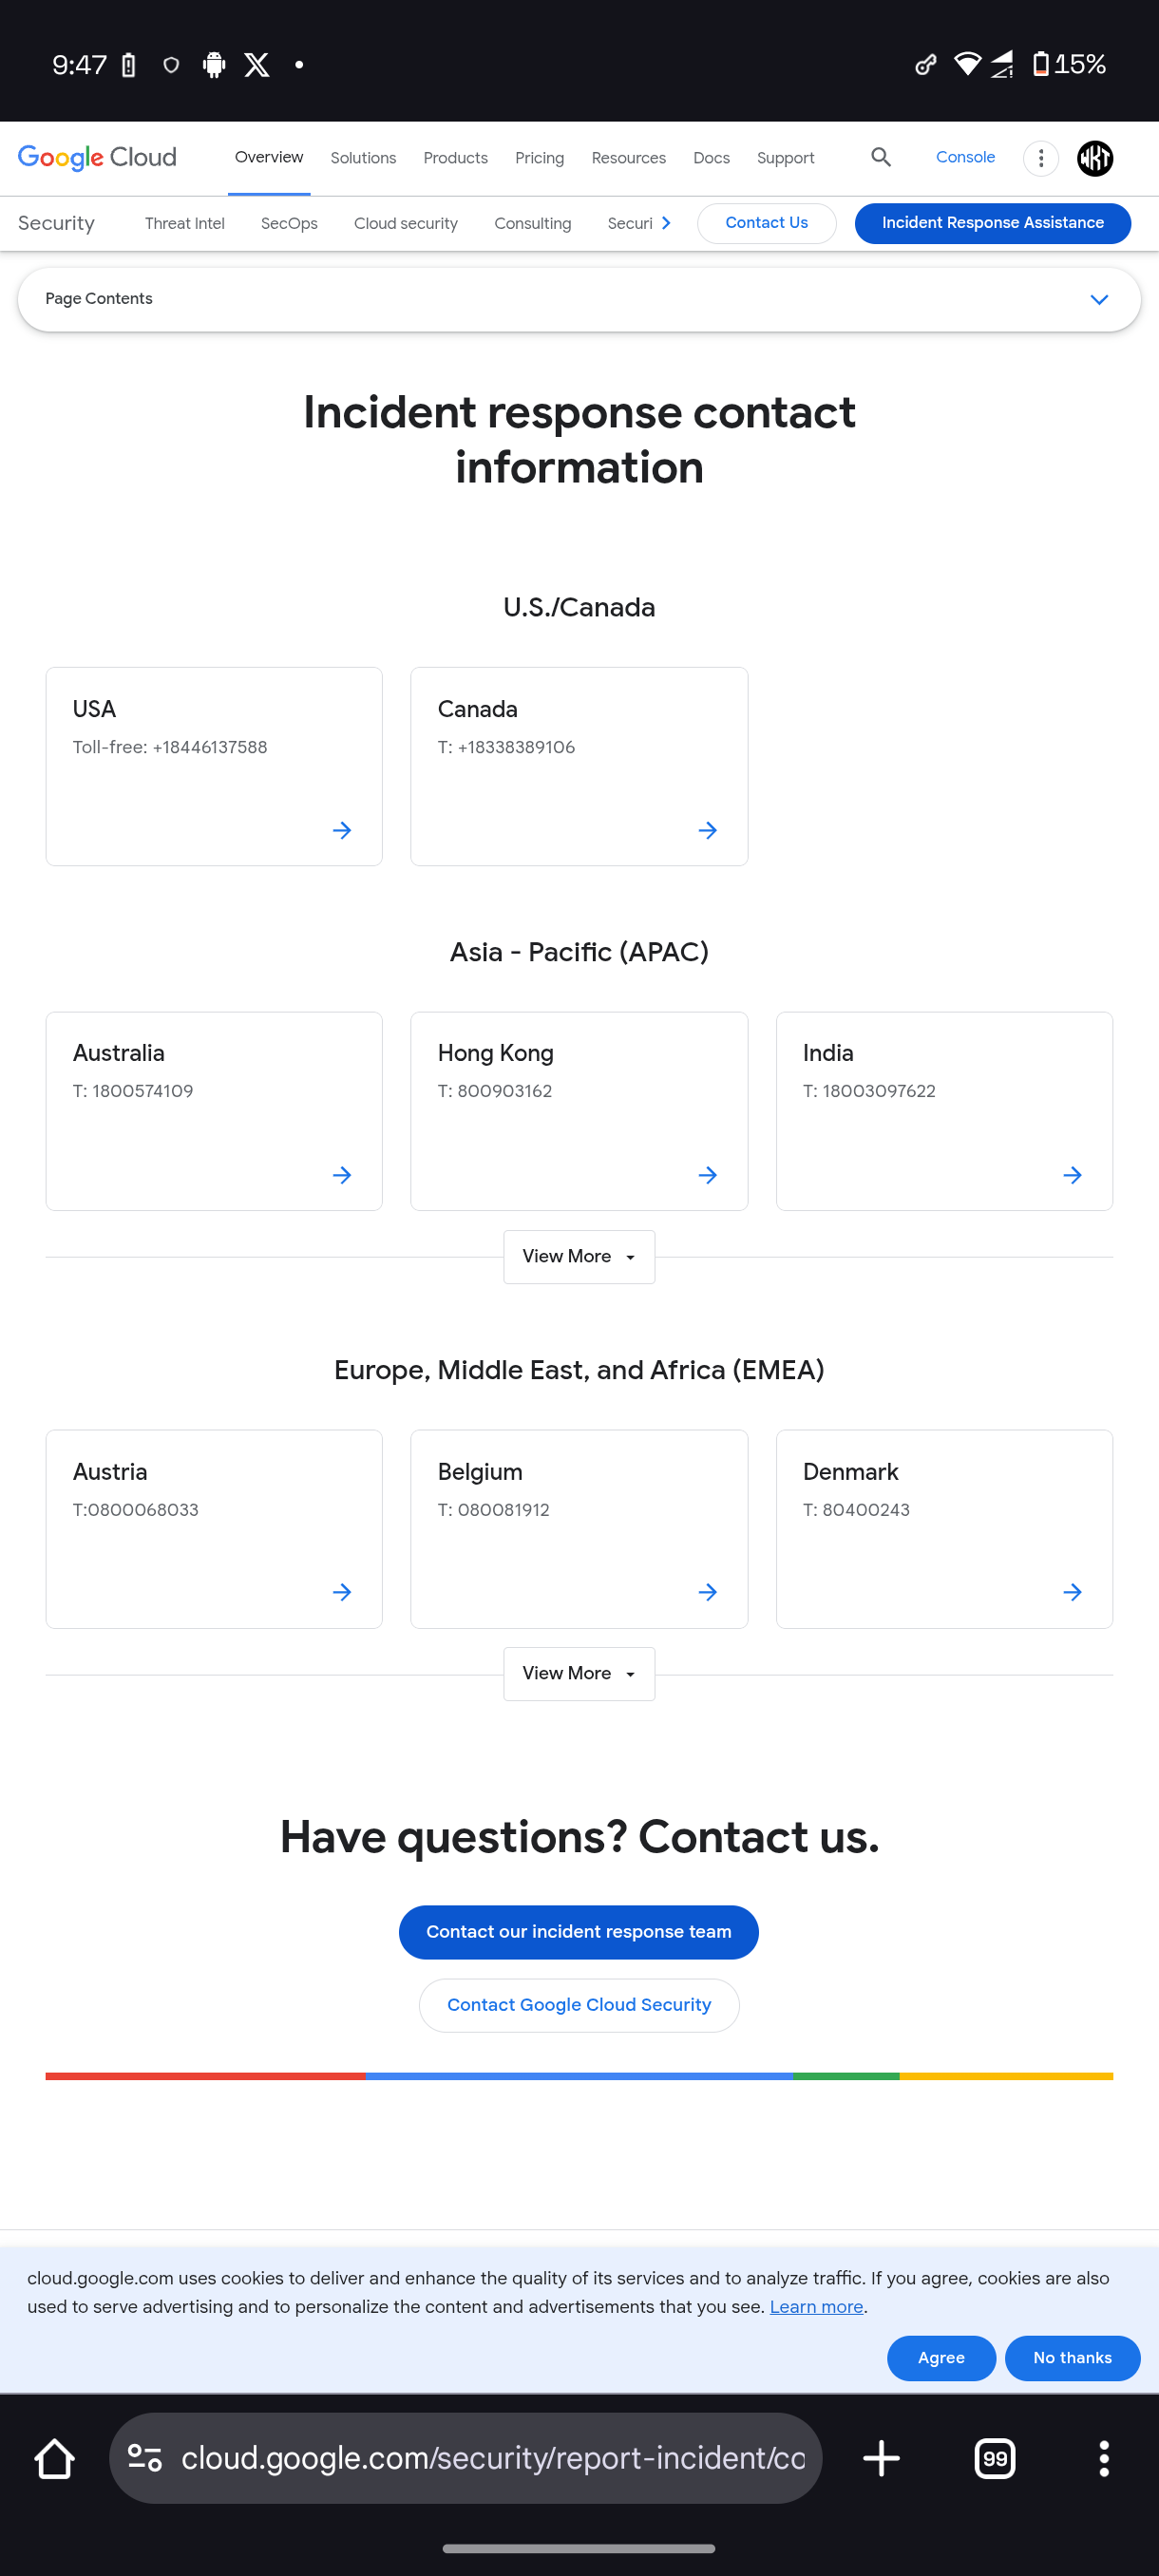 9:47
15%
Google Cloud
Overview
Solutions
Products
Pricing
Resources
Docs
Support
Console
WKT
Security
Threat Intel
SecOps
Cloud security
Consulting
Securi
Contact Us
Incident Response Assistance
Page Contents
Incident response contact
information
U.S./Canada
USA
Toll-free: +18446137588
Canada
T: +18338389106
Asia - Pacific (APAC)
Australia
T: 1800574109
Hong Kong
T: 800903162
India
T: 18003097622
View More
Europe, Middle East, and Africa (EMEA)
Austria
T:0800068033
Belgium
T: 080081912
Denmark
T: 80400243
View More
Have questions? Contact us.
Contact our incident response team
Contact Google Cloud Security
cloud.google.com uses cookies to deliver and enhance the quality of its services and to analyze traffic. If you agree, cookies are also
used to serve advertising and to personalize the content and advertisements that you see. Learn more.
Agree
No thanks
cloud.google.com/security/report-incident/co
99